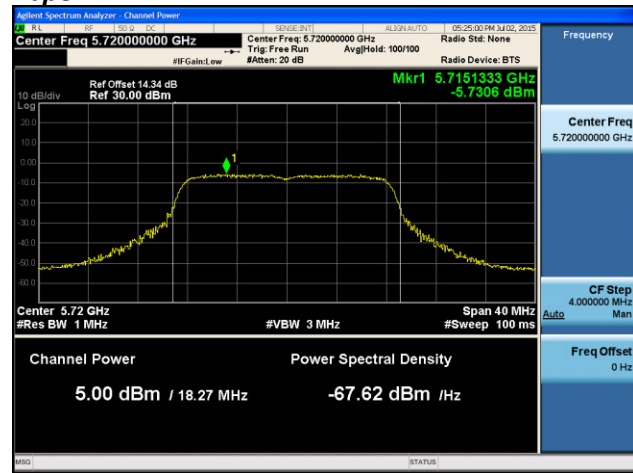 Agilent Spectrum Analyzer - Channel Power
RL RF 50 Ω DC SENSE:INT ALIGN AUTO 05:25:00 PM Jul 02, 2015
Center Freq 5.720000000 GHz
Center Freq: 5.720000000 GHz
Radio Std: None
Trig: Free Run Avg|Hold: 100/100
#IFGain:Low
#Atten: 20 dB
Radio Device: BTS
Frequency
Mkr1 5.7151333 GHz
-5.7306 dBm
Ref Offset 14.34 dB
10 dB/div Ref 30.00 dBm
Log
20.0
10.0
0.00
-10.0
-20.0
-30.0
-40.0
-50.0
-60.0
1
Center 5.72 GHz Span 40 MHz
#Res BW 1 MHz #VBW 3 MHz #Sweep 100 ms
Channel Power Power Spectral Density
5.00 dBm / 18.27 MHz -67.62 dBm /Hz
Center Freq
5.720000000 GHz
CF Step
4.000000 MHz
Auto Man
Freq Offset
0 Hz
MSG STATUS